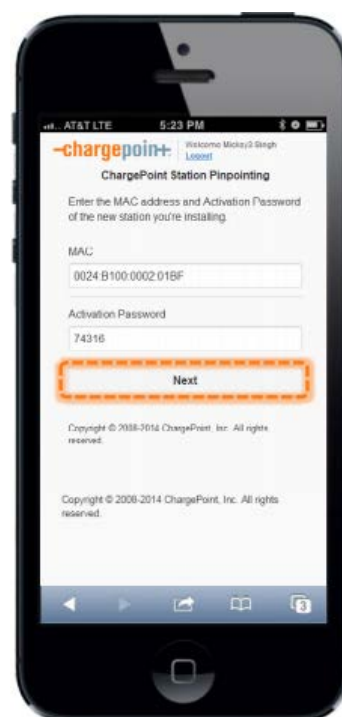 AT&T LTE 5:23 PM
-chargepoin+: Welcome Mickey3 Singh
Logout
ChargePoint Station Pinpointing
Enter the MAC address and Activation Password
of the new station you're installing.
MAC
0024:B100:0002:01BF
Activation Password
74316
Next
Copyright © 2008-2014 ChargePoint, Inc. All rights
reserved.
Copyright © 2008-2014 ChargePoint, Inc. All rights
reserved.
3